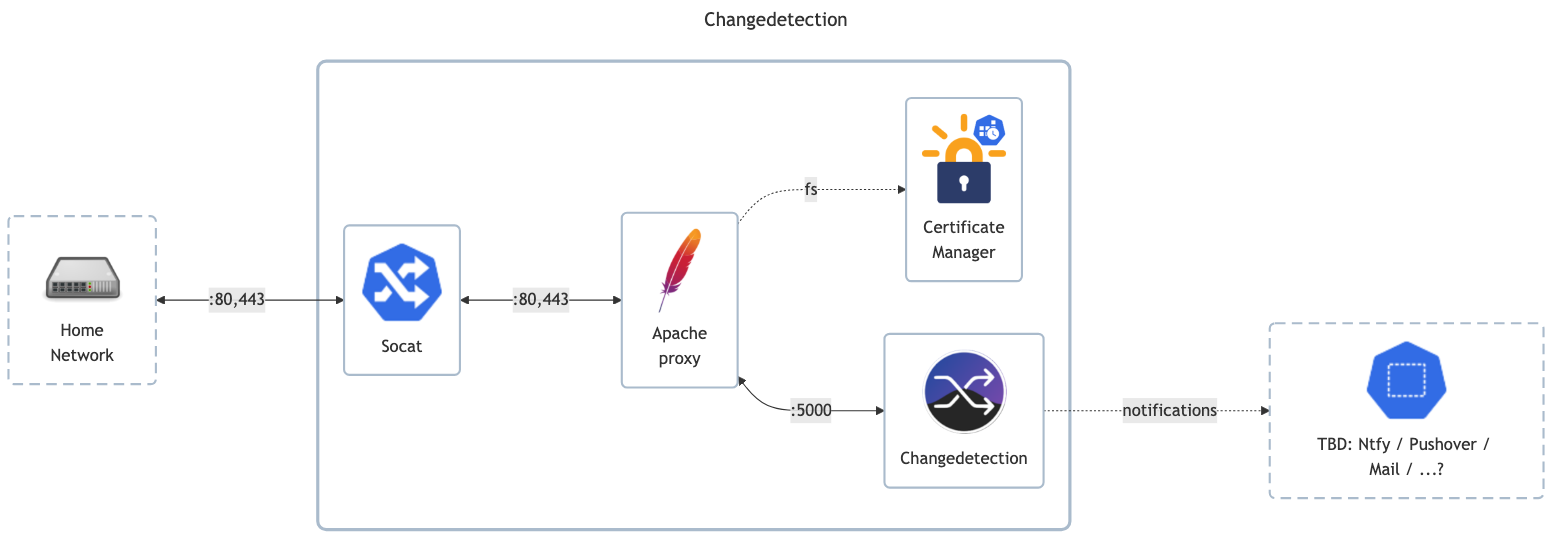 Changedetection
Home
Network
:80,443
Socat
:80,443
Apache
proxy
fs
Certificate
Manager
:5000
Changedetection
notifications
TBD: Ntfy / Pushover /
Mail / ...?